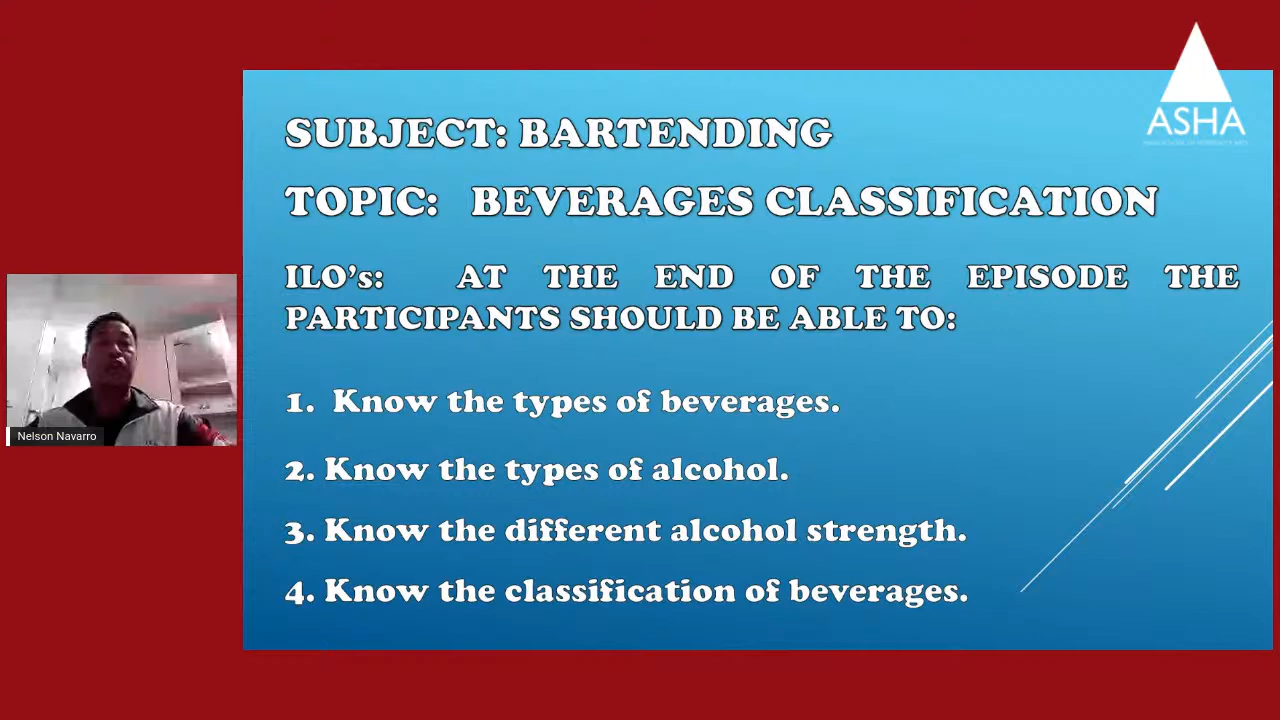 ASHA
SUBJECT: BARTENDING
TOPIC: BEVERAGES CLASSIFICATION
ILO's: AT THE END OF THE EPISODE THE
PARTICIPANTS SHOULD BE ABLE TO:
1. Know the types of beverages.
2. Know the types of alcohol.
3. Know the different alcohol strength.
4. Know the classification of beverages.
Nelson Navarro